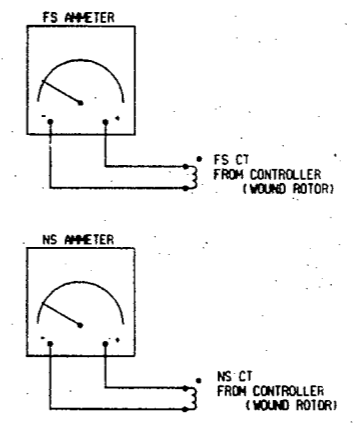 FS AMMETER
- +
FS CT
FROM CONTROLLER
(WOUND ROTOR)
NS AMMETER
- +
NS CT
FROM CONTROLLER
(WOUND ROTOR)